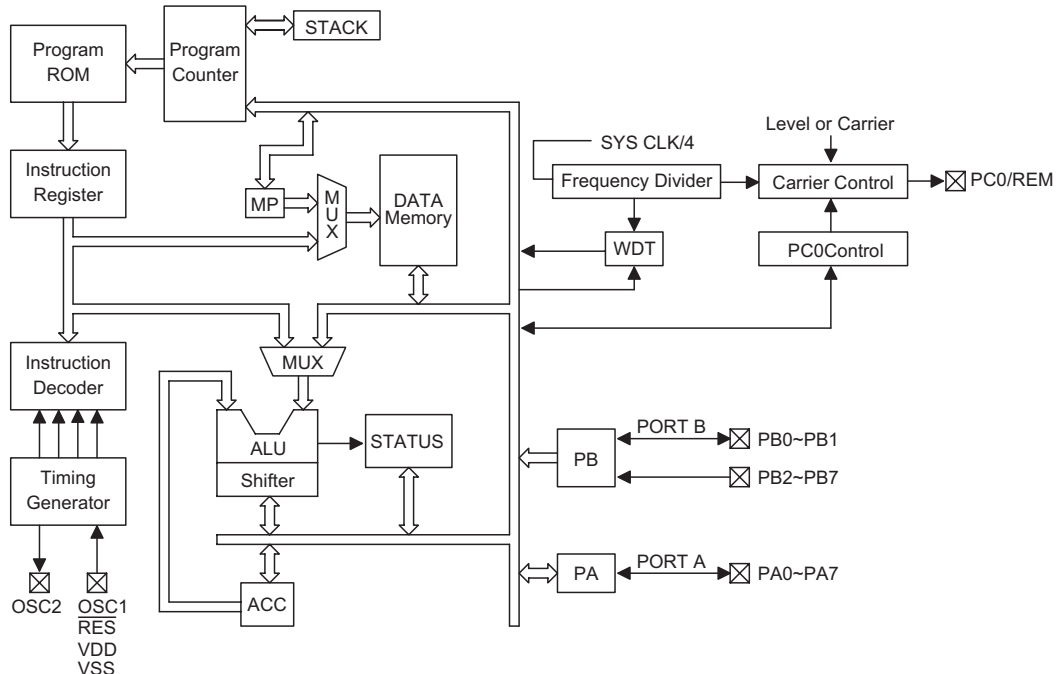 STACK
Program
ROM
Program
Counter
SYS CLK/4
Level or Carrier
Instruction
Register
MP
M
U
X
DATA
Memory
Frequency Divider
Carrier Control
PC0/REM
WDT
PC0Control
Instruction
Decoder
MUX
ALU
Shifter
STATUS
PB
PORT B
PB0~PB1
PB2~PB7
Timing
Generator
PA
PORT A
PA0~PA7
ACC
OSC2
OSC1
RES
VDD
VSS